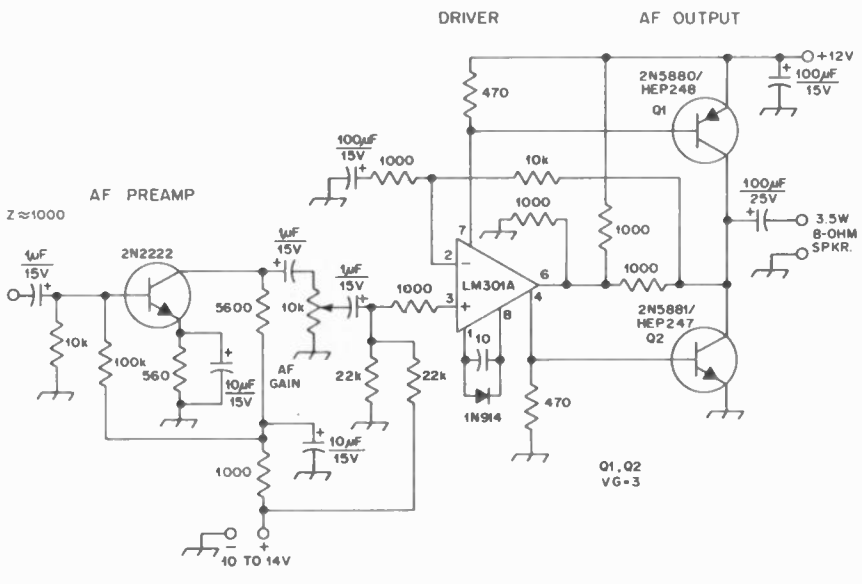 DRIVER
AF OUTPUT
+12V
100µF
15V
2N5880/
HEP248
Q1
470
100µF
15V
1000
10k
1000
1000
100µF
25V
3.5W
8-OHM
SPKR.
AF PREAMP
Z≈1000
1µF
15V
2N2222
1µF
15V
1µF
15V
10k
5600
1000
7
2
3
LM301A
6
4
8
1
1000
2N5881/
HEP247
Q2
10k
100k
560
10µF
15V
AF
GAIN
22k
22k
10
1N914
470
10µF
15V
1000
Q1,Q2
VG=3
− +
10 TO 14V